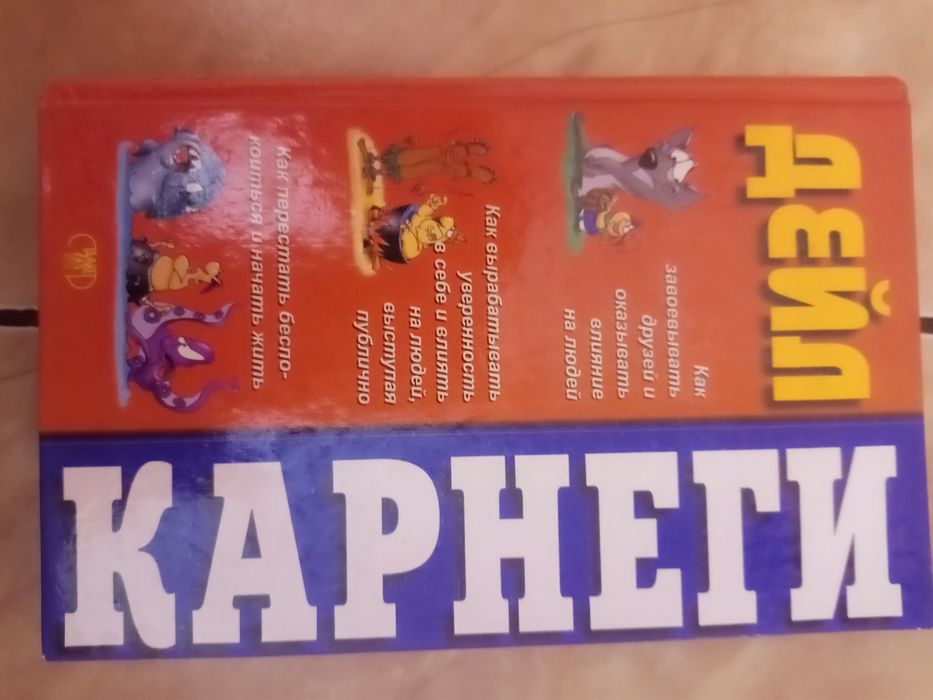 ДЕЙЛ
Как
завоевывать
друзей и
оказывать
влияние
на людей
Как вырабатывать
уверенность
в себе и влиять
на людей,
выступая
публично
Как перестать беспо-
коиться и начать жить
КАРНЕГИ